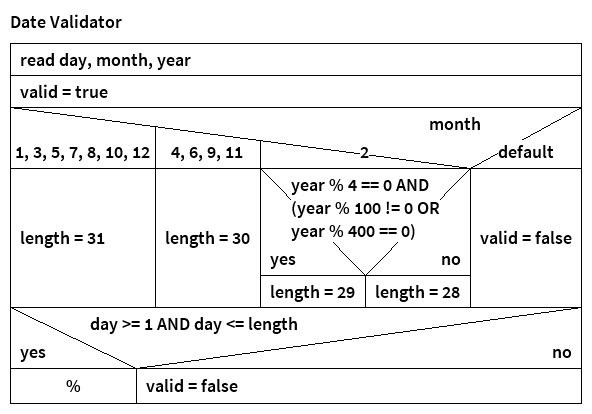 Date Validator
read day, month, year
valid = true
month
1, 3, 5, 7, 8, 10, 12
4, 6, 9, 11
2
default
length = 31
length = 30
year % 4 == 0 AND
(year % 100 != 0 OR
year % 400 == 0)
yes
no
length = 29
length = 28
valid = false
day >= 1 AND day <= length
yes
no
%
valid = false